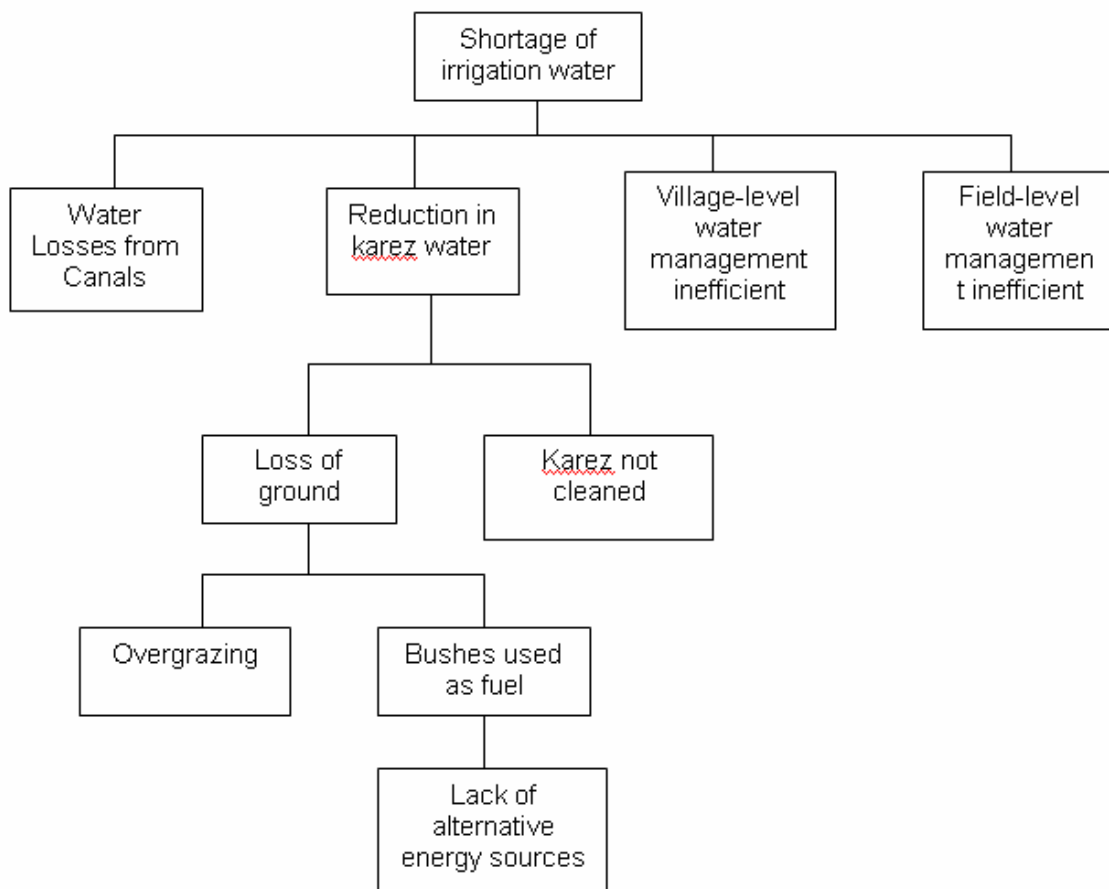 Shortage of
irrigation water
Water
Losses from
Canals
Reduction in
karez water
Village-level
water
management
inefficient
Field-level
water
managemen
t inefficient
Loss of
ground
Karez not
cleaned
Overgrazing
Bushes used
as fuel
Lack of
alternative
energy sources